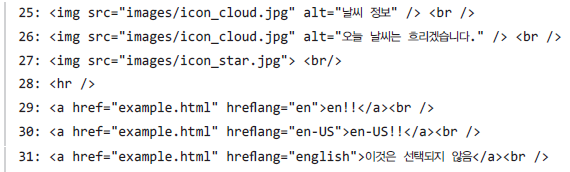 25: <img src="images/icon_cloud.jpg" alt="날씨 정보" /> <br />
26: <img src="images/icon_cloud.jpg" alt="오늘 날씨는 흐리겠습니다." /> <br />
27: <img src="images/icon_star.jpg"> <br/>
28: <hr />
29: <a href="example.html" hreflang="en">en!!</a><br />
30: <a href="example.html" hreflang="en-US">en-US!!</a><br />
31: <a href="example.html" hreflang="english">이것은 선택되지 않음</a><br />